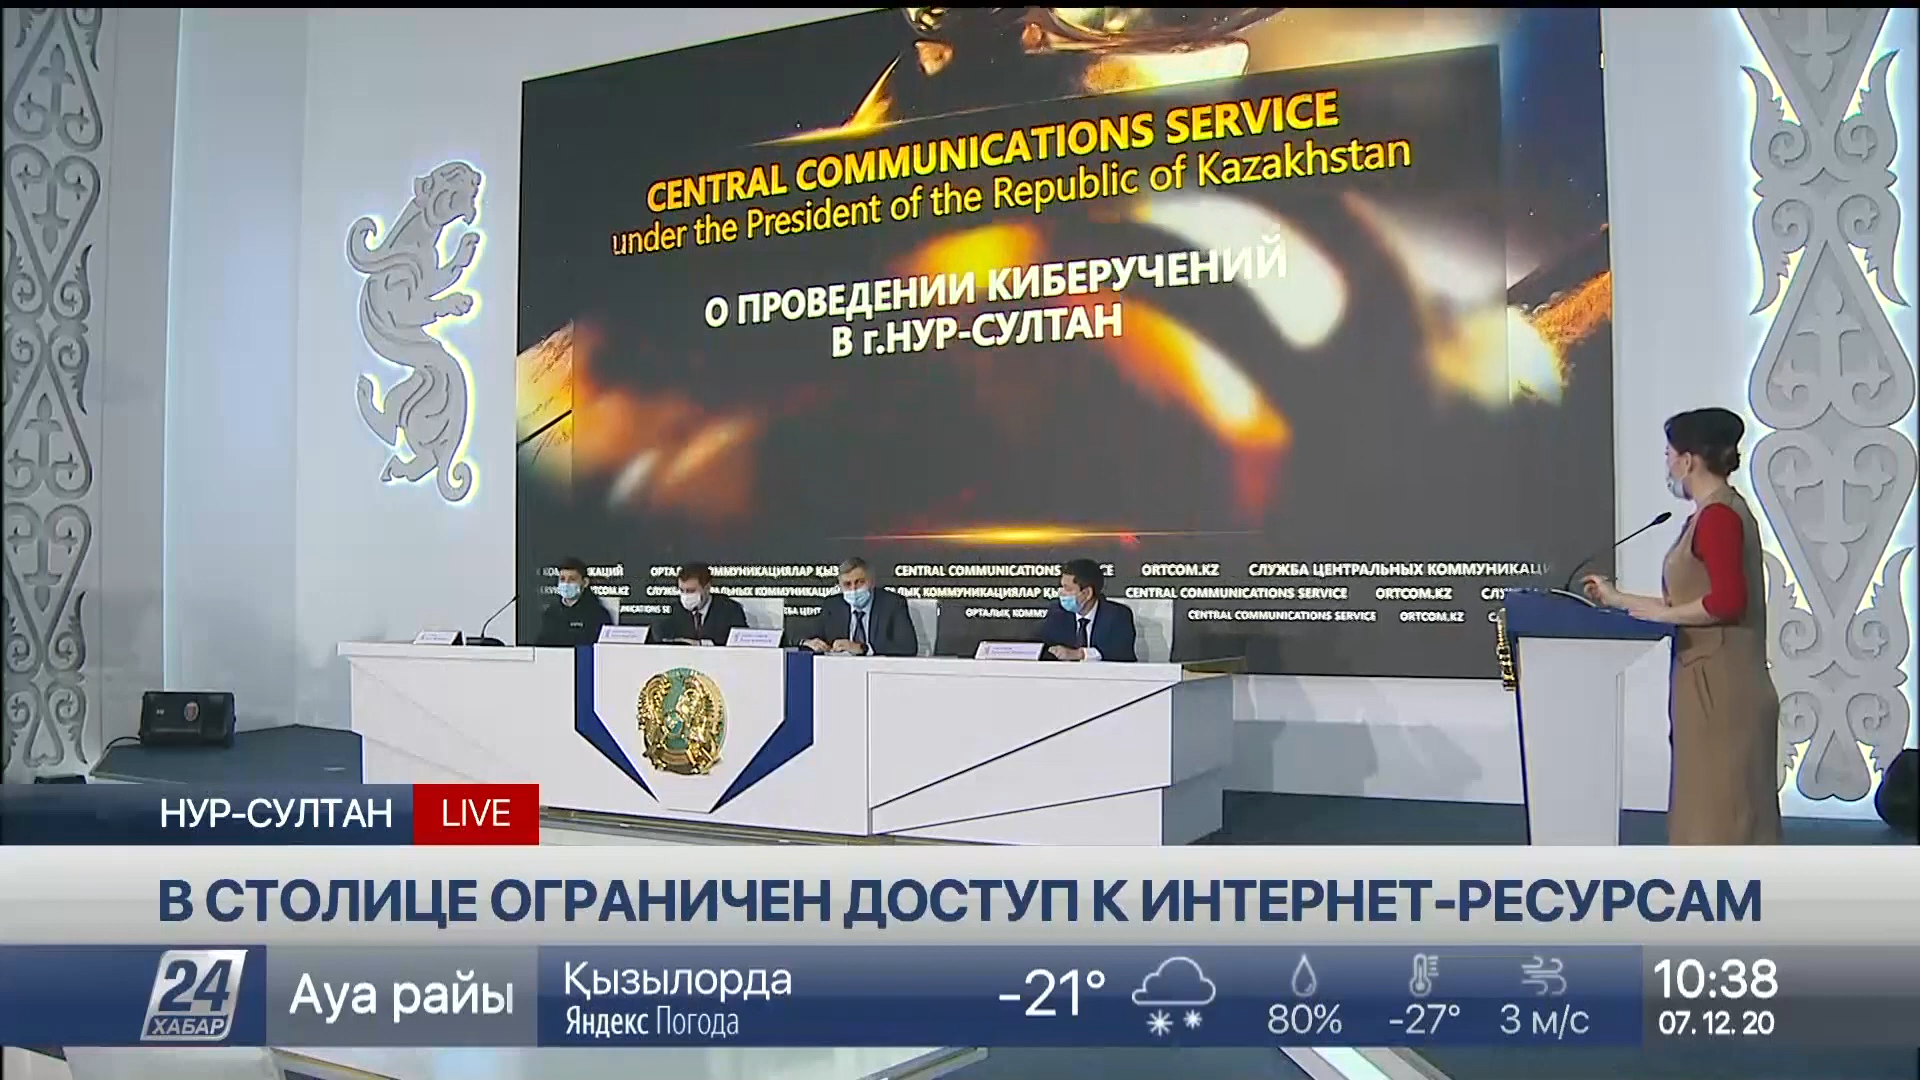 CENTRAL COMMUNICATIONS SERVICE
under the President of the Republic of Kazakhstan
О ПРОВЕДЕНИИ КИБЕРУЧЕНИЙ
В г.НУР-СУЛТАН
CENTRAL COMMUNICATIONS ORTCOM.KZ СЛУЖБА ЦЕНТРАЛЬНЫХ
CENTRAL COMMUNICATIONS SERVICE ORTCOM.KZ
CENTRAL COMMUNICATIONS SERVICE ORTCOM.KZ
НУР-СУЛТАН LIVE
В СТОЛИЦЕ ОГРАНИЧЕН ДОСТУП К ИНТЕРНЕТ-РЕСУРСАМ
24 ХАБАР
Ауа райы
Қызылорда
Яндекс Погода
-21°
80% -27° 3 м/с
10:38
07. 12. 20